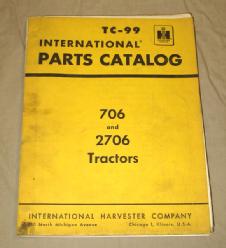 TC-99
INTERNATIONAL®
PARTS CATALOG
706
and
2706
Tractors
INTERNATIONAL HARVESTER COMPANY
North Michigan Avenue Chicago 1, Illinois, U.S.A.